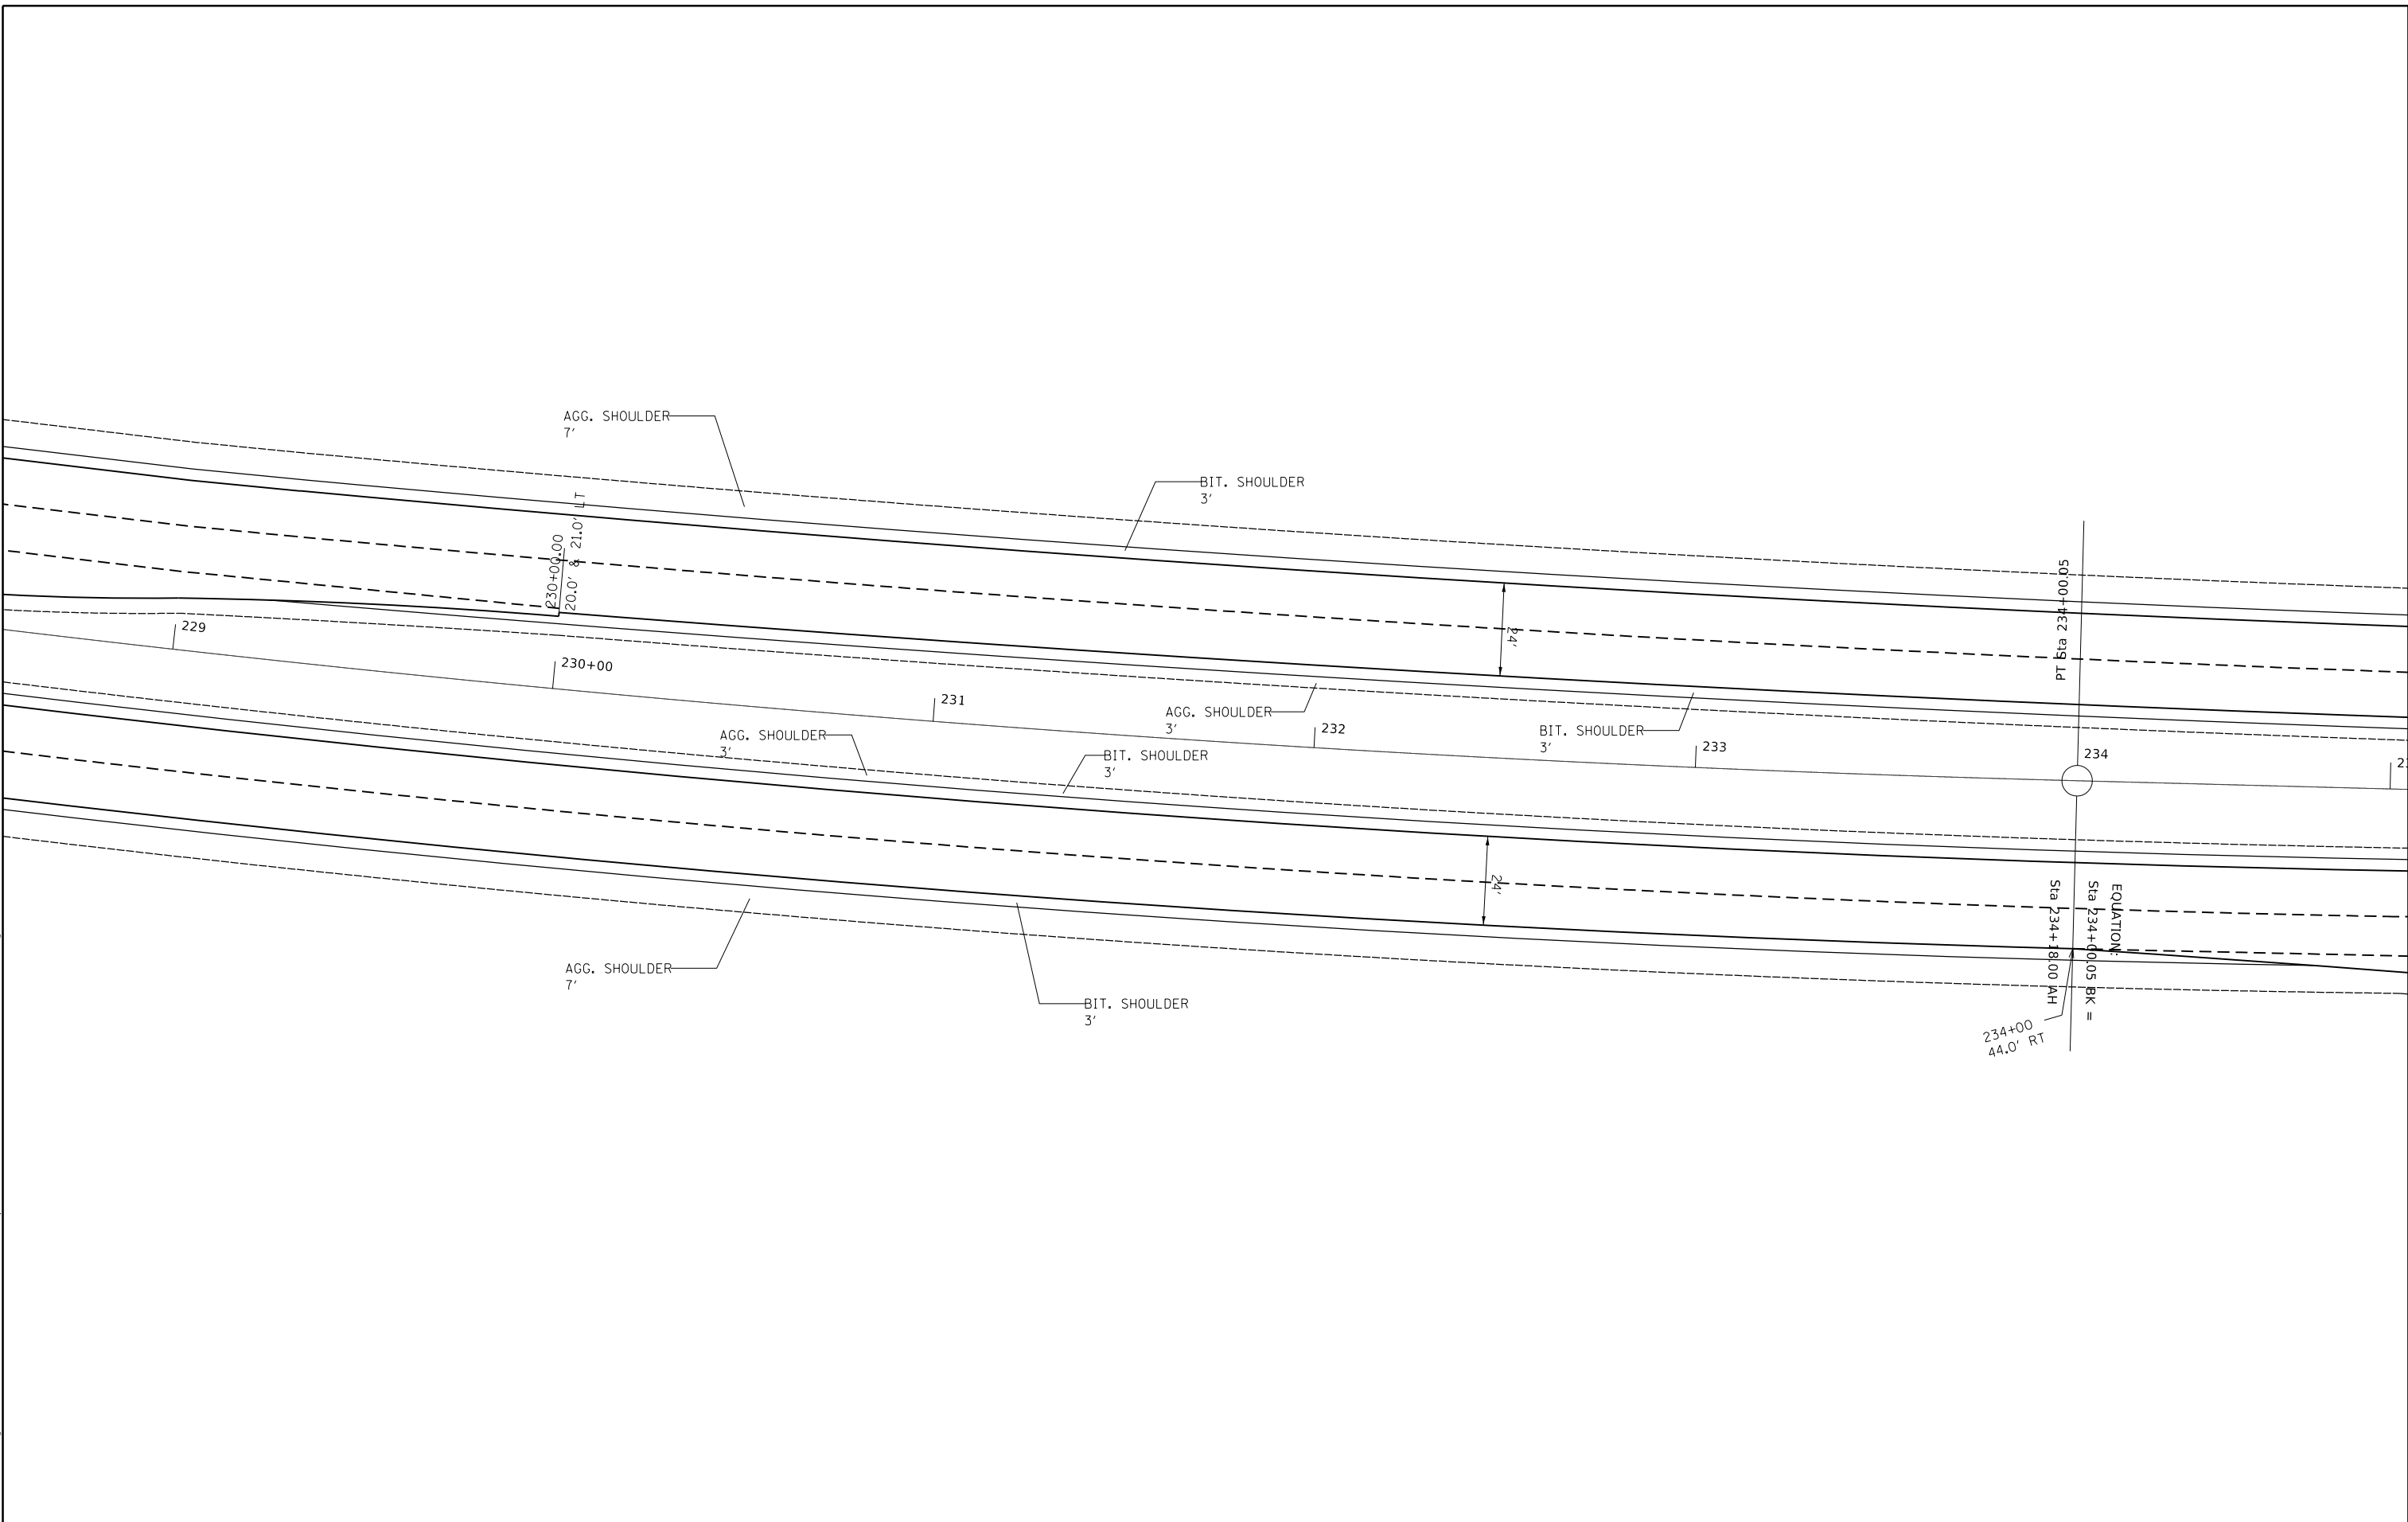 AGG. SHOULDER
7'
BIT. SHOULDER
3'
230+00.00
20.0' & 21.0' LT
PT Sta 234+00.05
24'
229
230+00
231
232
233
234
AGG. SHOULDER
3'
BIT. SHOULDER
3'
AGG. SHOULDER
3'
BIT. SHOULDER
3'
24'
EQUATION:
Sta 234+00.05 BK =
Sta 234+18.00 AH
AGG. SHOULDER
7'
BIT. SHOULDER
3'
234+00
44.0' RT